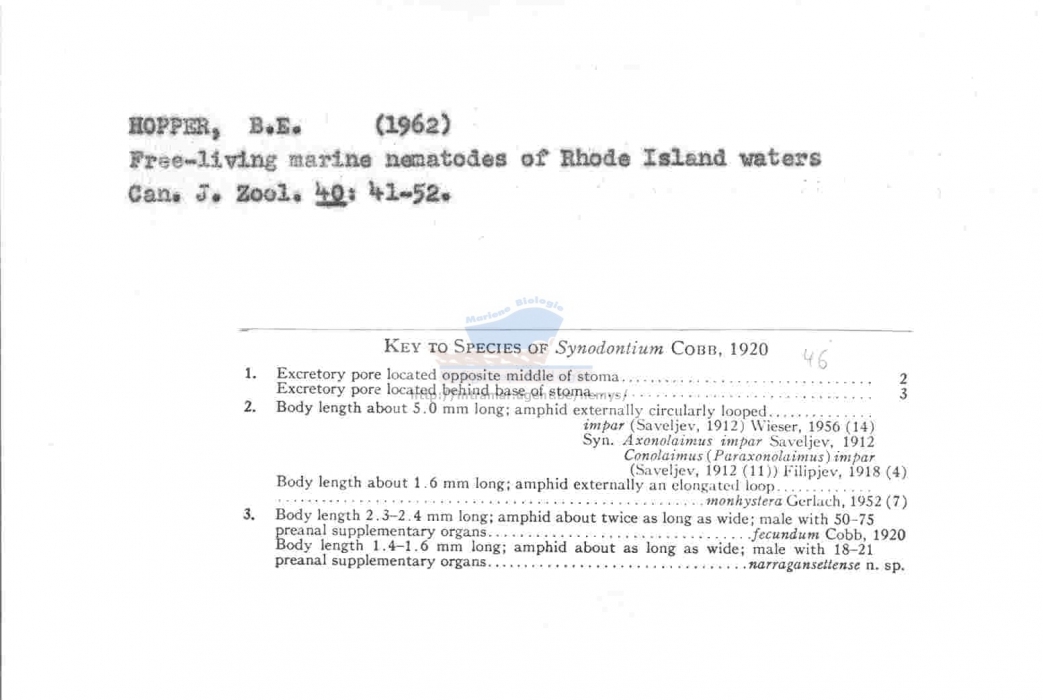 HOPPER, B.E. (1962)
Free-living marine nematodes of Rhode Island waters
Can. J. Zool. 40: 41-52.
Mariene Biologie
KEY TO SPECIES OF Synodontium COBB, 1920
46
1. Excretory pore located opposite middle of stoma.............................. 2
Excretory pore located behind base of stoma.............................. 3
2. Body length about 5.0 mm long; amphid externally circularly looped.............
impar (Saveljev, 1912) Wieser, 1956 (14)
Syn. Axonolaimus impar Saveljev, 1912
Conolaimus (Paraxonolaimus) impar
(Saveljev, 1912 (11)) Filipjev, 1918 (4)
Body length about 1.6 mm long; amphid externally an elongated loop............
.....................................................monhystera Gerlach, 1952 (7)
3. Body length 2.3–2.4 mm long; amphid about twice as long as wide; male with 50–75
preanal supplementary organs................................fecundum Cobb, 1920
Body length 1.4–1.6 mm long; amphid about as long as wide; male with 18–21
preanal supplementary organs................................narragansettense n. sp.